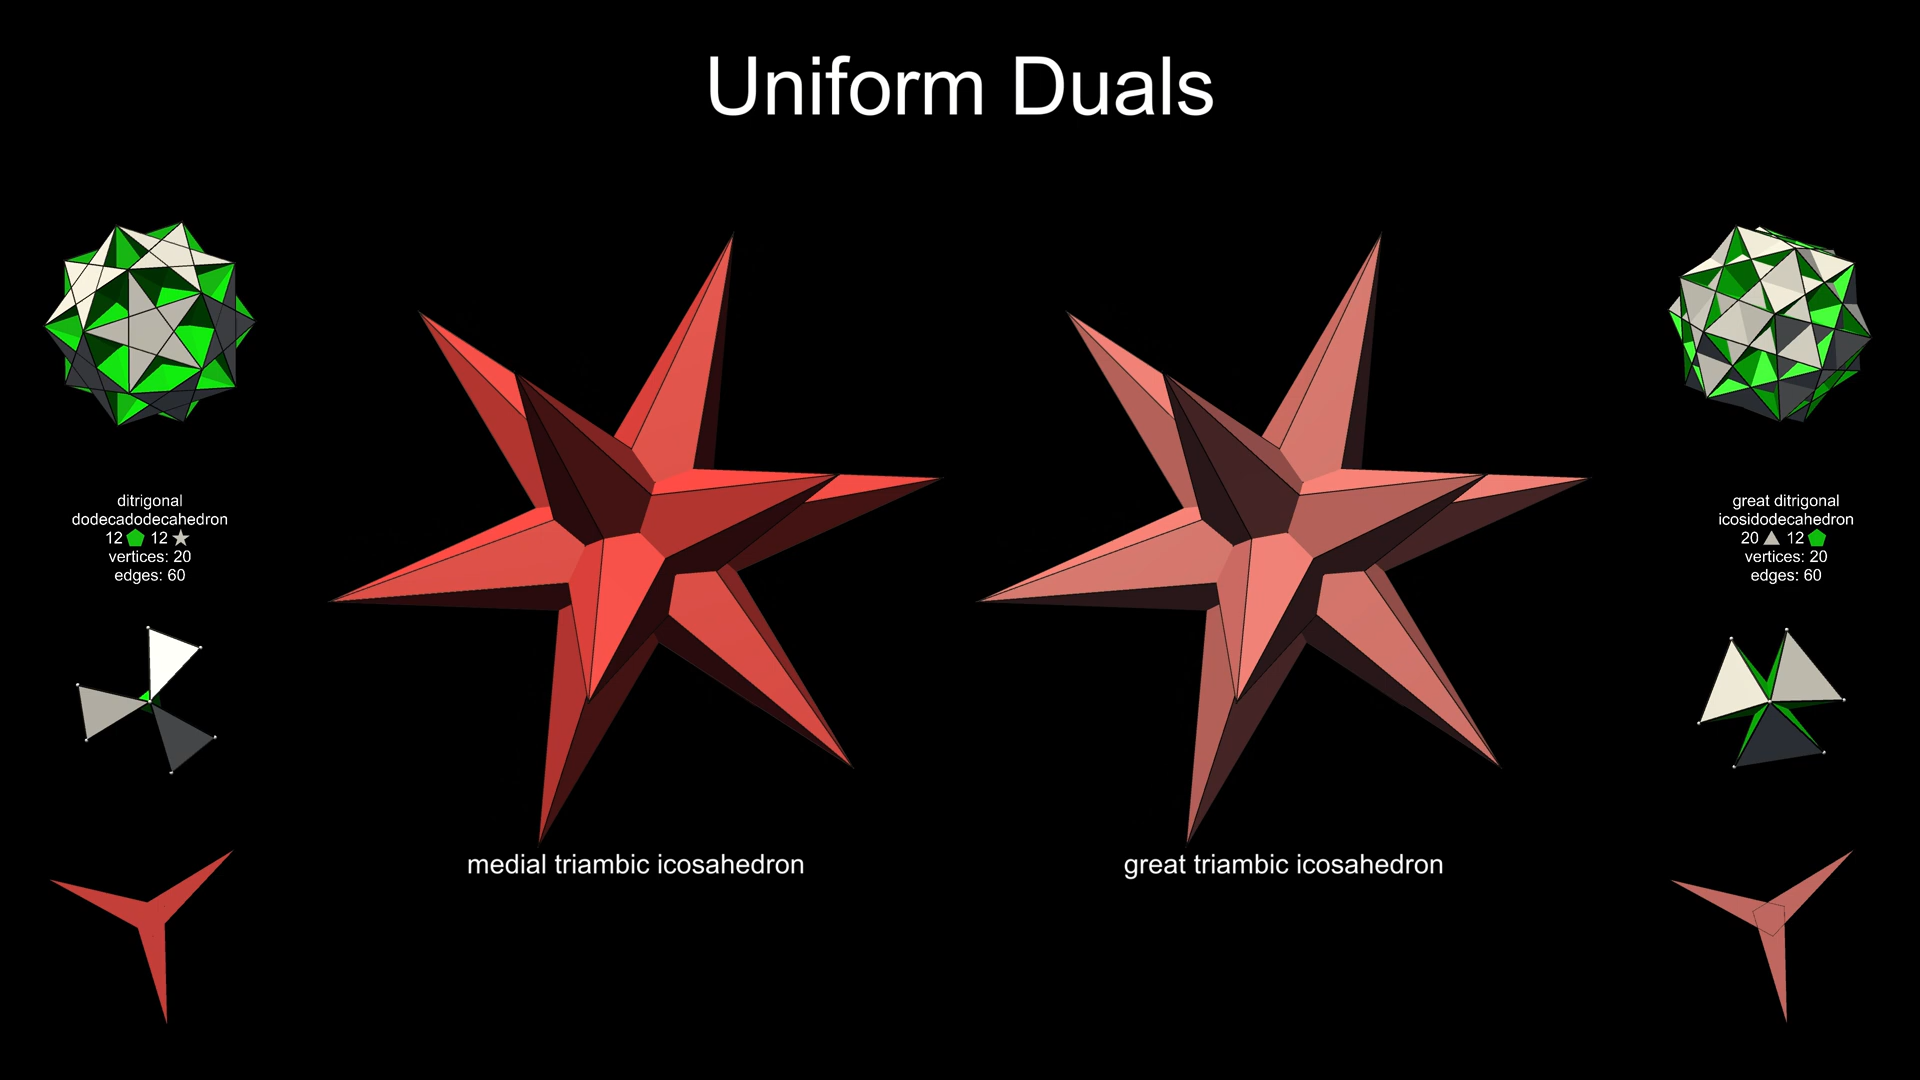 Uniform Duals
ditrigonal
dodecadodecahedron
12 12
vertices: 20
edges: 60
great ditrigonal
icosidodecahedron
20 12
vertices: 20
edges: 60
medial triambic icosahedron
great triambic icosahedron